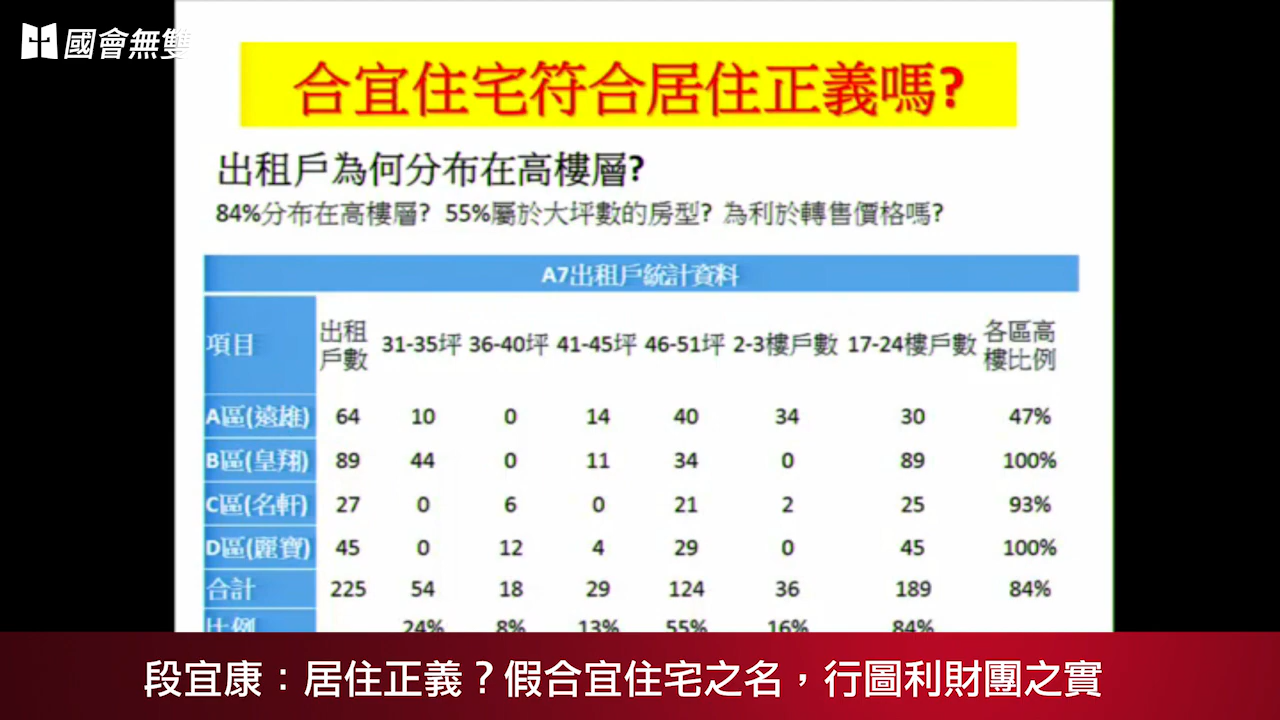 國會無雙
合宜住宅符合居住正義嗎?
出租戶為何分布在高樓層?
84%分布在高樓層? 55%屬於大坪數的房型? 為利於轉售價格嗎?
A7出租戶統計資料
項目 出租戶數 31-35坪 36-40坪 41-45坪 46-51坪 2-3樓戶數 17-24樓戶數 各區高樓比例
A區(遠雄) 64 10 0 14 40 34 30 47%
B區(皇翔) 89 44 0 11 34 0 89 100%
C區(名軒) 27 0 6 0 21 2 25 93%
D區(麗寶) 45 0 12 4 29 0 45 100%
合計 225 54 18 29 124 36 189 84%
比例 24% 8% 13% 55% 16% 84%
段宜康：居住正義？假合宜住宅之名，行圖利財團之實